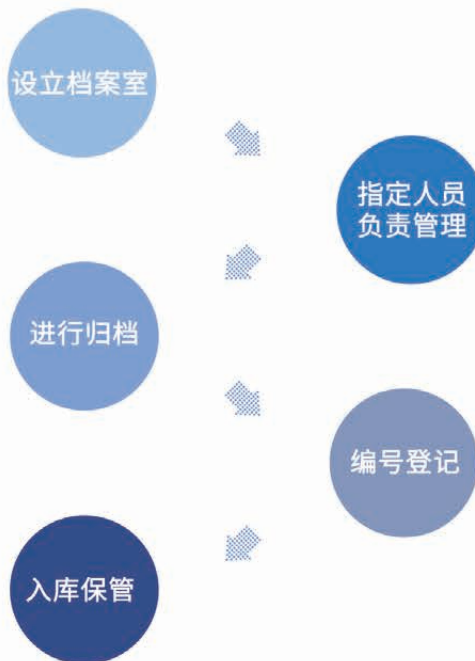 设立档案室
指定人员
负责管理
进行归档
编号登记
入库保管